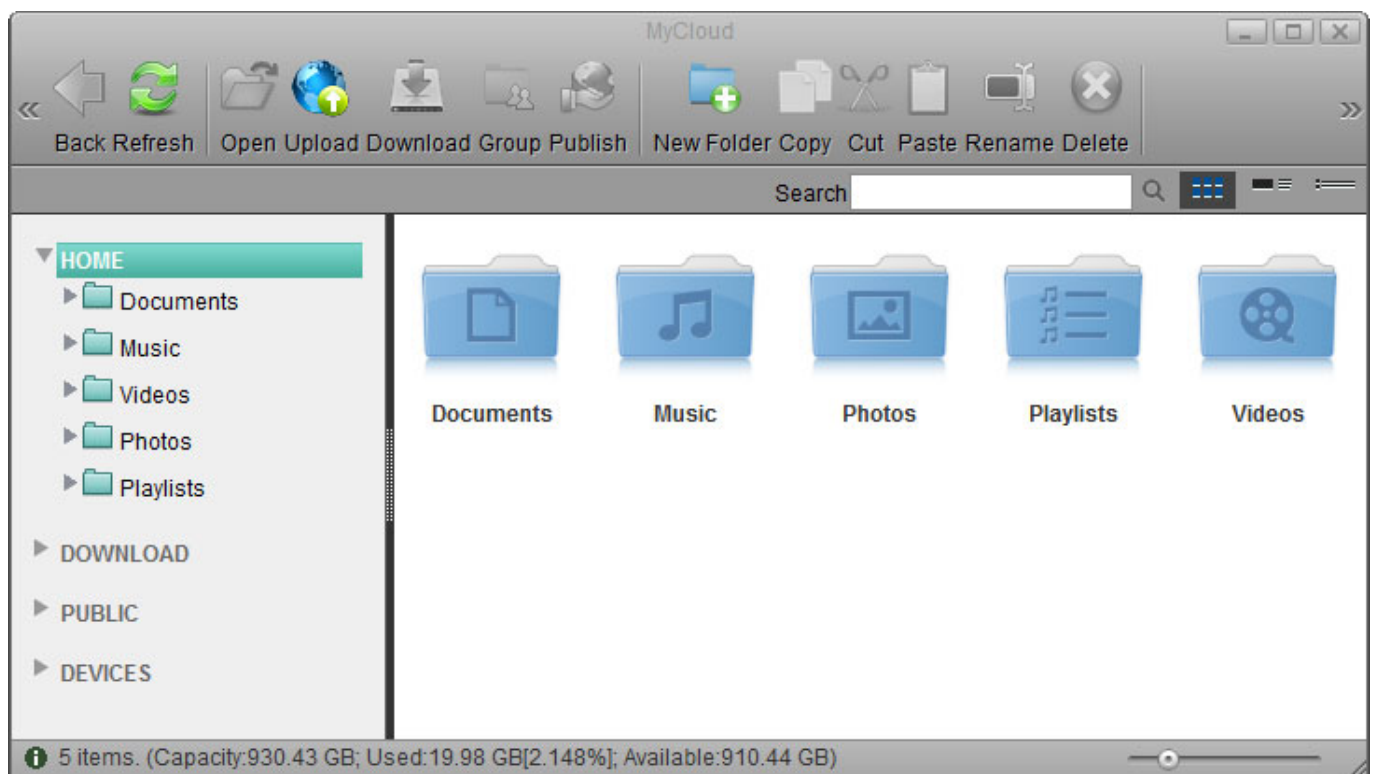 MyCloud
Back Refresh Open Upload Download Group Publish New Folder Copy Cut Paste Rename Delete
Search
HOME
Documents
Music
Videos
Photos
Playlists
DOWNLOAD
PUBLIC
DEVICES
Documents Music Photos Playlists Videos
5 items. (Capacity:930.43 GB; Used:19.98 GB[2.148%]; Available:910.44 GB)